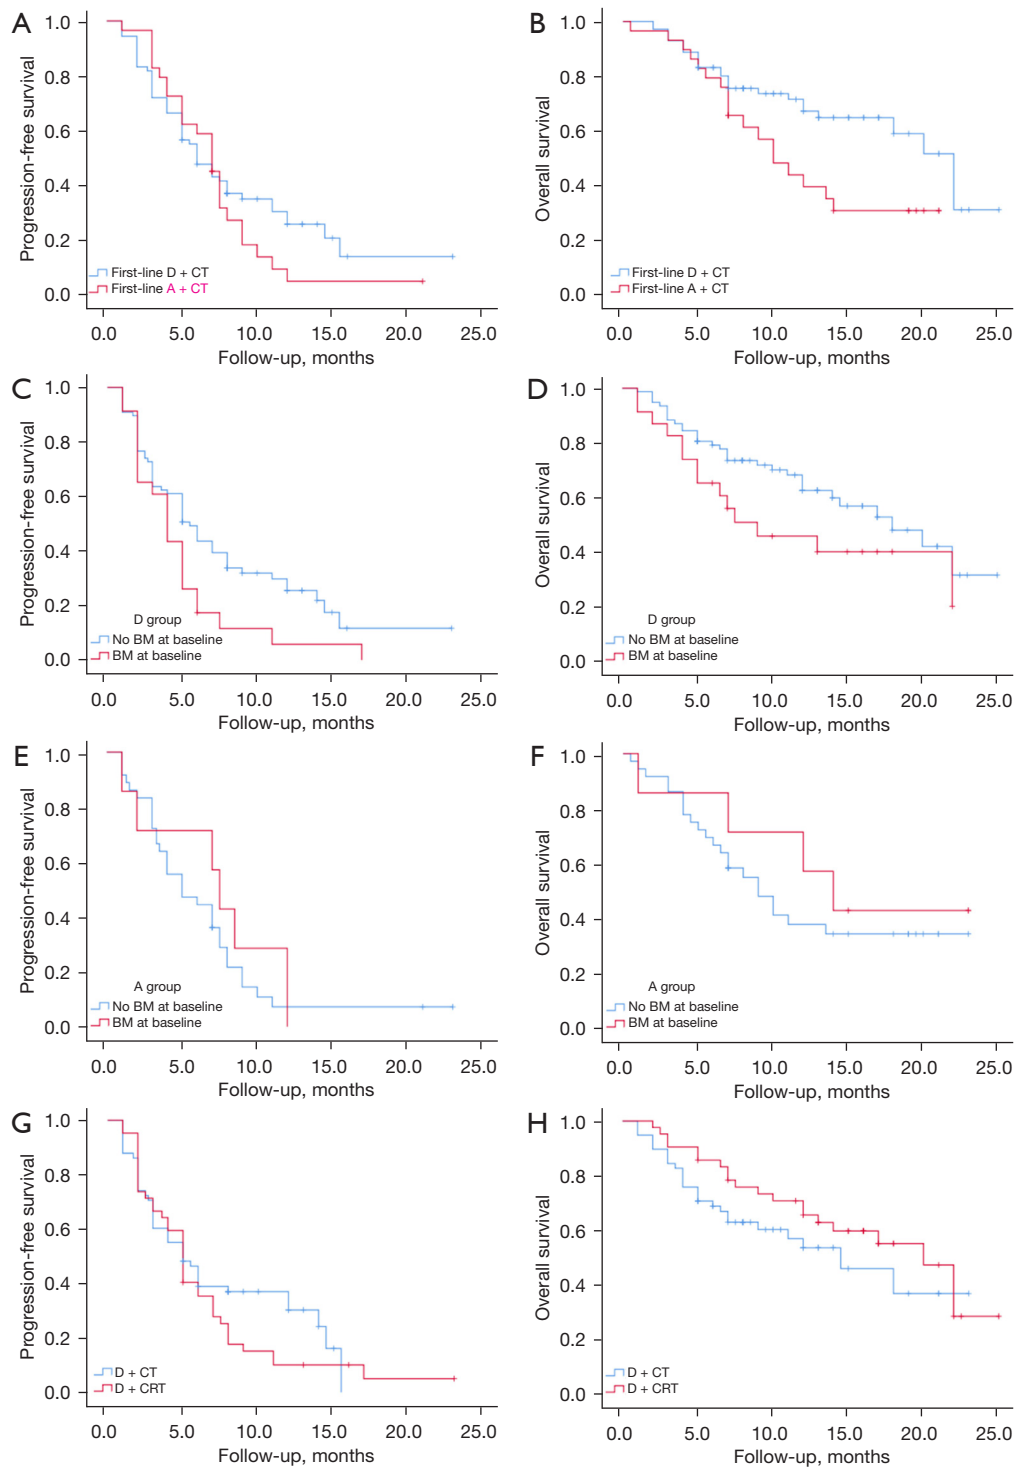 A
Progression-free survival
1.0
0.8
0.6
0.4
0.2
0.0
First-line D + CT
First-line A + CT
0.0 5.0 10.0 15.0 20.0 25.0
Follow-up, months
B
Overall survival
1.0
0.8
0.6
0.4
0.2
0.0
First-line D + CT
First-line A + CT
0.0 5.0 10.0 15.0 20.0 25.0
Follow-up, months
C
Progression-free survival
1.0
0.8
0.6
0.4
0.2
0.0
D group
No BM at baseline
BM at baseline
0.0 5.0 10.0 15.0 20.0 25.0
Follow-up, months
D
Overall survival
1.0
0.8
0.6
0.4
0.2
0.0
D group
No BM at baseline
BM at baseline
0.0 5.0 10.0 15.0 20.0 25.0
Follow-up, months
E
Progression-free survival
1.0
0.8
0.6
0.4
0.2
0.0
A group
No BM at baseline
BM at baseline
0.0 5.0 10.0 15.0 20.0 25.0
Follow-up, months
F
Overall survival
1.0
0.8
0.6
0.4
0.2
0.0
A group
No BM at baseline
BM at baseline
0.0 5.0 10.0 15.0 20.0 25.0
Follow-up, months
G
Progression-free survival
1.0
0.8
0.6
0.4
0.2
0.0
D + CT
D + CRT
0.0 5.0 10.0 15.0 20.0 25.0
Follow-up, months
H
Overall survival
1.0
0.8
0.6
0.4
0.2
0.0
D + CT
D + CRT
0.0 5.0 10.0 15.0 20.0 25.0
Follow-up, months